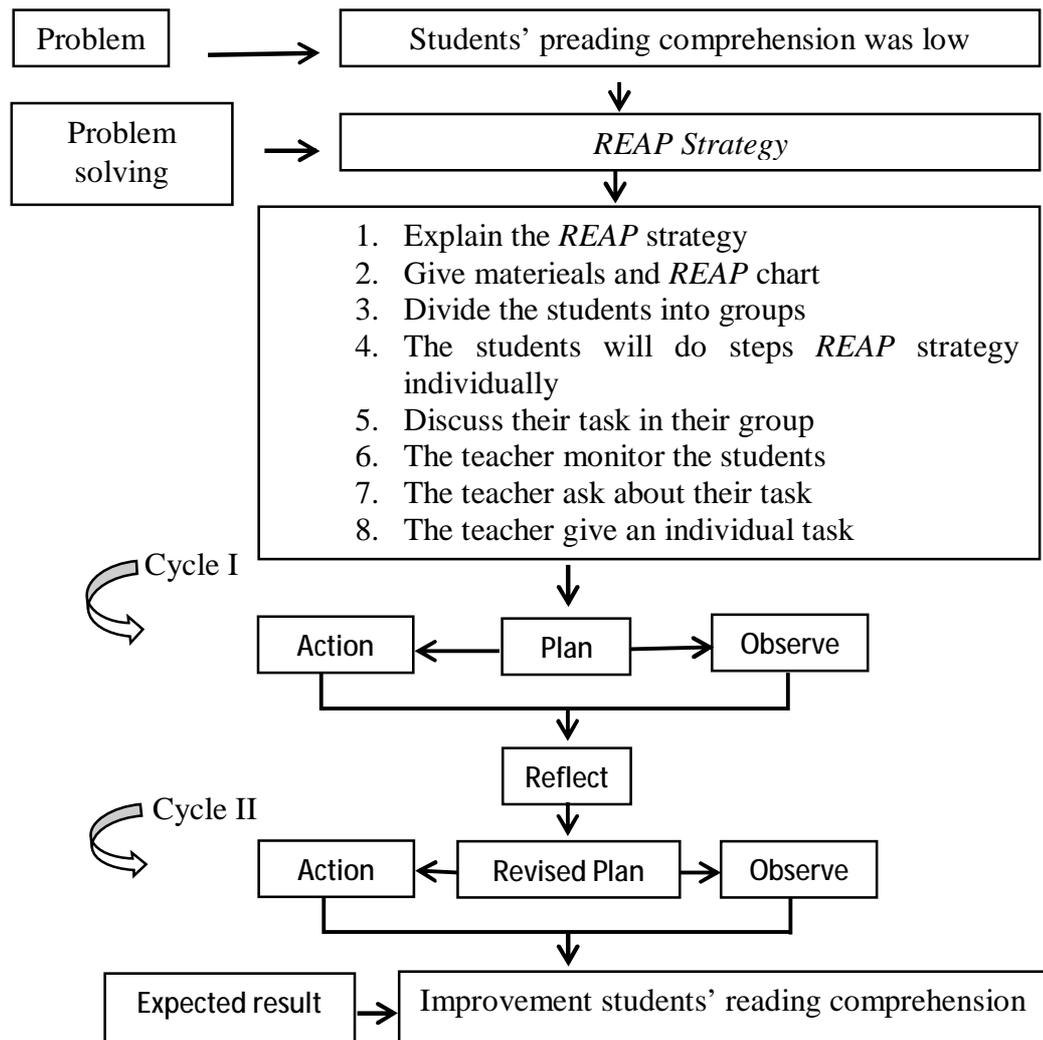 Problem
Students’ preading comprehension was low
Problem
solving
REAP Strategy
1. Explain the REAP strategy
2. Give materieals and REAP chart
3. Divide the students into groups
4. The students will do steps REAP strategy
individually
5. Discuss their task in their group
6. The teacher monitor the students
7. The teacher ask about their task
8. The teacher give an individual task
Cycle I
Action
Plan
Observe
Reflect
Cycle II
Action
Revised Plan
Observe
Expected result
Improvement students’ reading comprehension